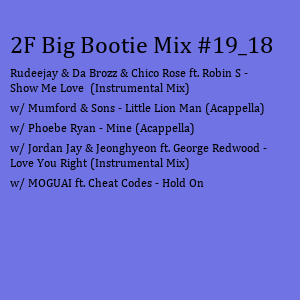 2F Big Bootie Mix #19_18
Rudeejay & Da Brozz & Chico Rose ft. Robin S -
Show Me Love  (Instrumental Mix)
w/ Mumford & Sons - Little Lion Man (Acappella)
w/ Phoebe Ryan - Mine (Acappella)
w/ Jordan Jay & Jeonghyeon ft. George Redwood -
Love You Right (Instrumental Mix)
w/ MOGUAI ft. Cheat Codes - Hold On